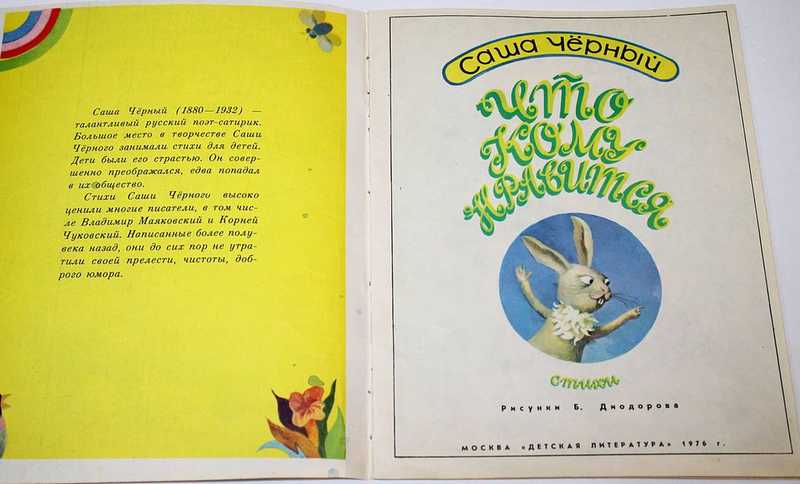 Саша Чёрный (1880—1932) —
талантливый русский поэт-сатирик.
Большое место в творчестве Саши
Чёрного занимали стихи для детей.
Дети были его страстью. Он совер-
шенно преображался, едва попадал
в их общество.
Стихи Саши Чёрного высоко
ценили многие писатели, в том чис-
ле Владимир Маяковский и Корней
Чуковский. Написанные более полу-
века назад, они до сих пор не утра-
тили своей прелести, чистоты, доб-
рого юмора.
Саша Чёрный
ЧТО
КОМУ
НРАВИТСЯ
стихи
Рисунки Б. Диодорова
МОСКВА «ДЕТСКАЯ ЛИТЕРАТУРА» 1976 г.